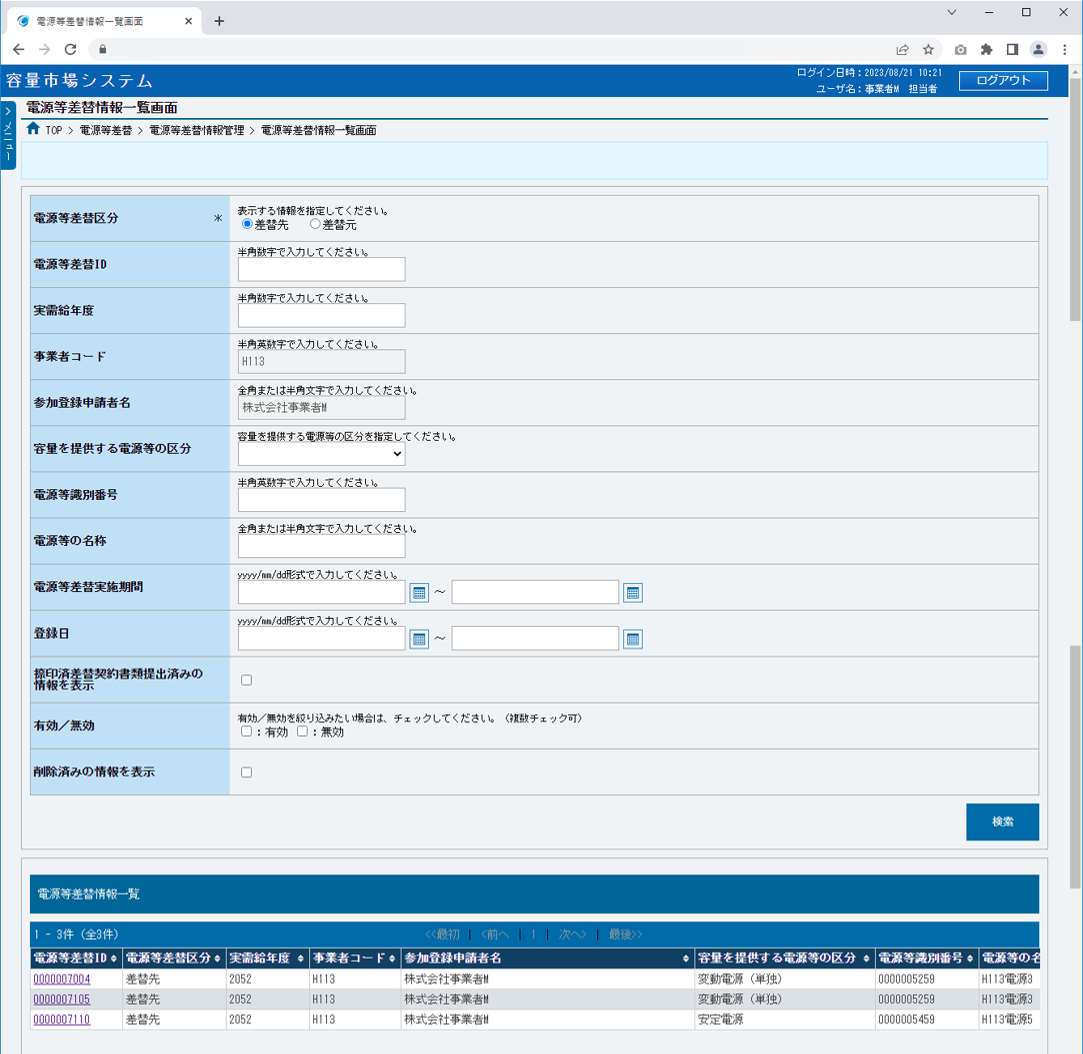 電源等差替情報一覧画面
容量市場システム
ログイン日時:2023/08/21 10:21
ユーザ名:事業者M 担当者
ログアウト
> メニュー
電源等差替情報一覧画面
TOP > 電源等差替 > 電源等差替情報管理 > 電源等差替情報一覧画面
電源等差替区分 *
表示する情報を指定してください。
差替先 差替元
電源等差替ID
半角数字で入力してください。
実需給年度
半角数字で入力してください。
事業者コード
半角英数字で入力してください。
H113
参加登録申請者名
全角または半角文字で入力してください。
株式会社事業者M
容量を提供する電源等の区分
容量を提供する電源等の区分を指定してください。
電源等識別番号
半角英数字で入力してください。
電源等の名称
全角または半角文字で入力してください。
電源等差替実施期間
yyyy/mm/dd形式で入力してください。
～
登録日
yyyy/mm/dd形式で入力してください。
～
捺印済差替契約書類提出済みの
情報を表示
有効/無効
有効/無効を絞り込みたい場合は、チェックしてください。(複数チェック可)
:有効 :無効
削除済みの情報を表示
検索
電源等差替情報一覧
1 - 3件 (全3件)
<<最初 | <前へ | 1 | 次へ> | 最後>>
電源等差替ID 電源等差替区分 実需給年度 事業者コード 参加登録申請者名 容量を提供する電源等の区分 電源等識別番号 電源等の名
0000007004 差替先 2052 H113 株式会社事業者M 変動電源(単独) 0000005259 H113電源3
0000007105 差替先 2052 H113 株式会社事業者M 変動電源(単独) 0000005259 H113電源3
0000007110 差替先 2052 H113 株式会社事業者M 安定電源 0000005459 H113電源5